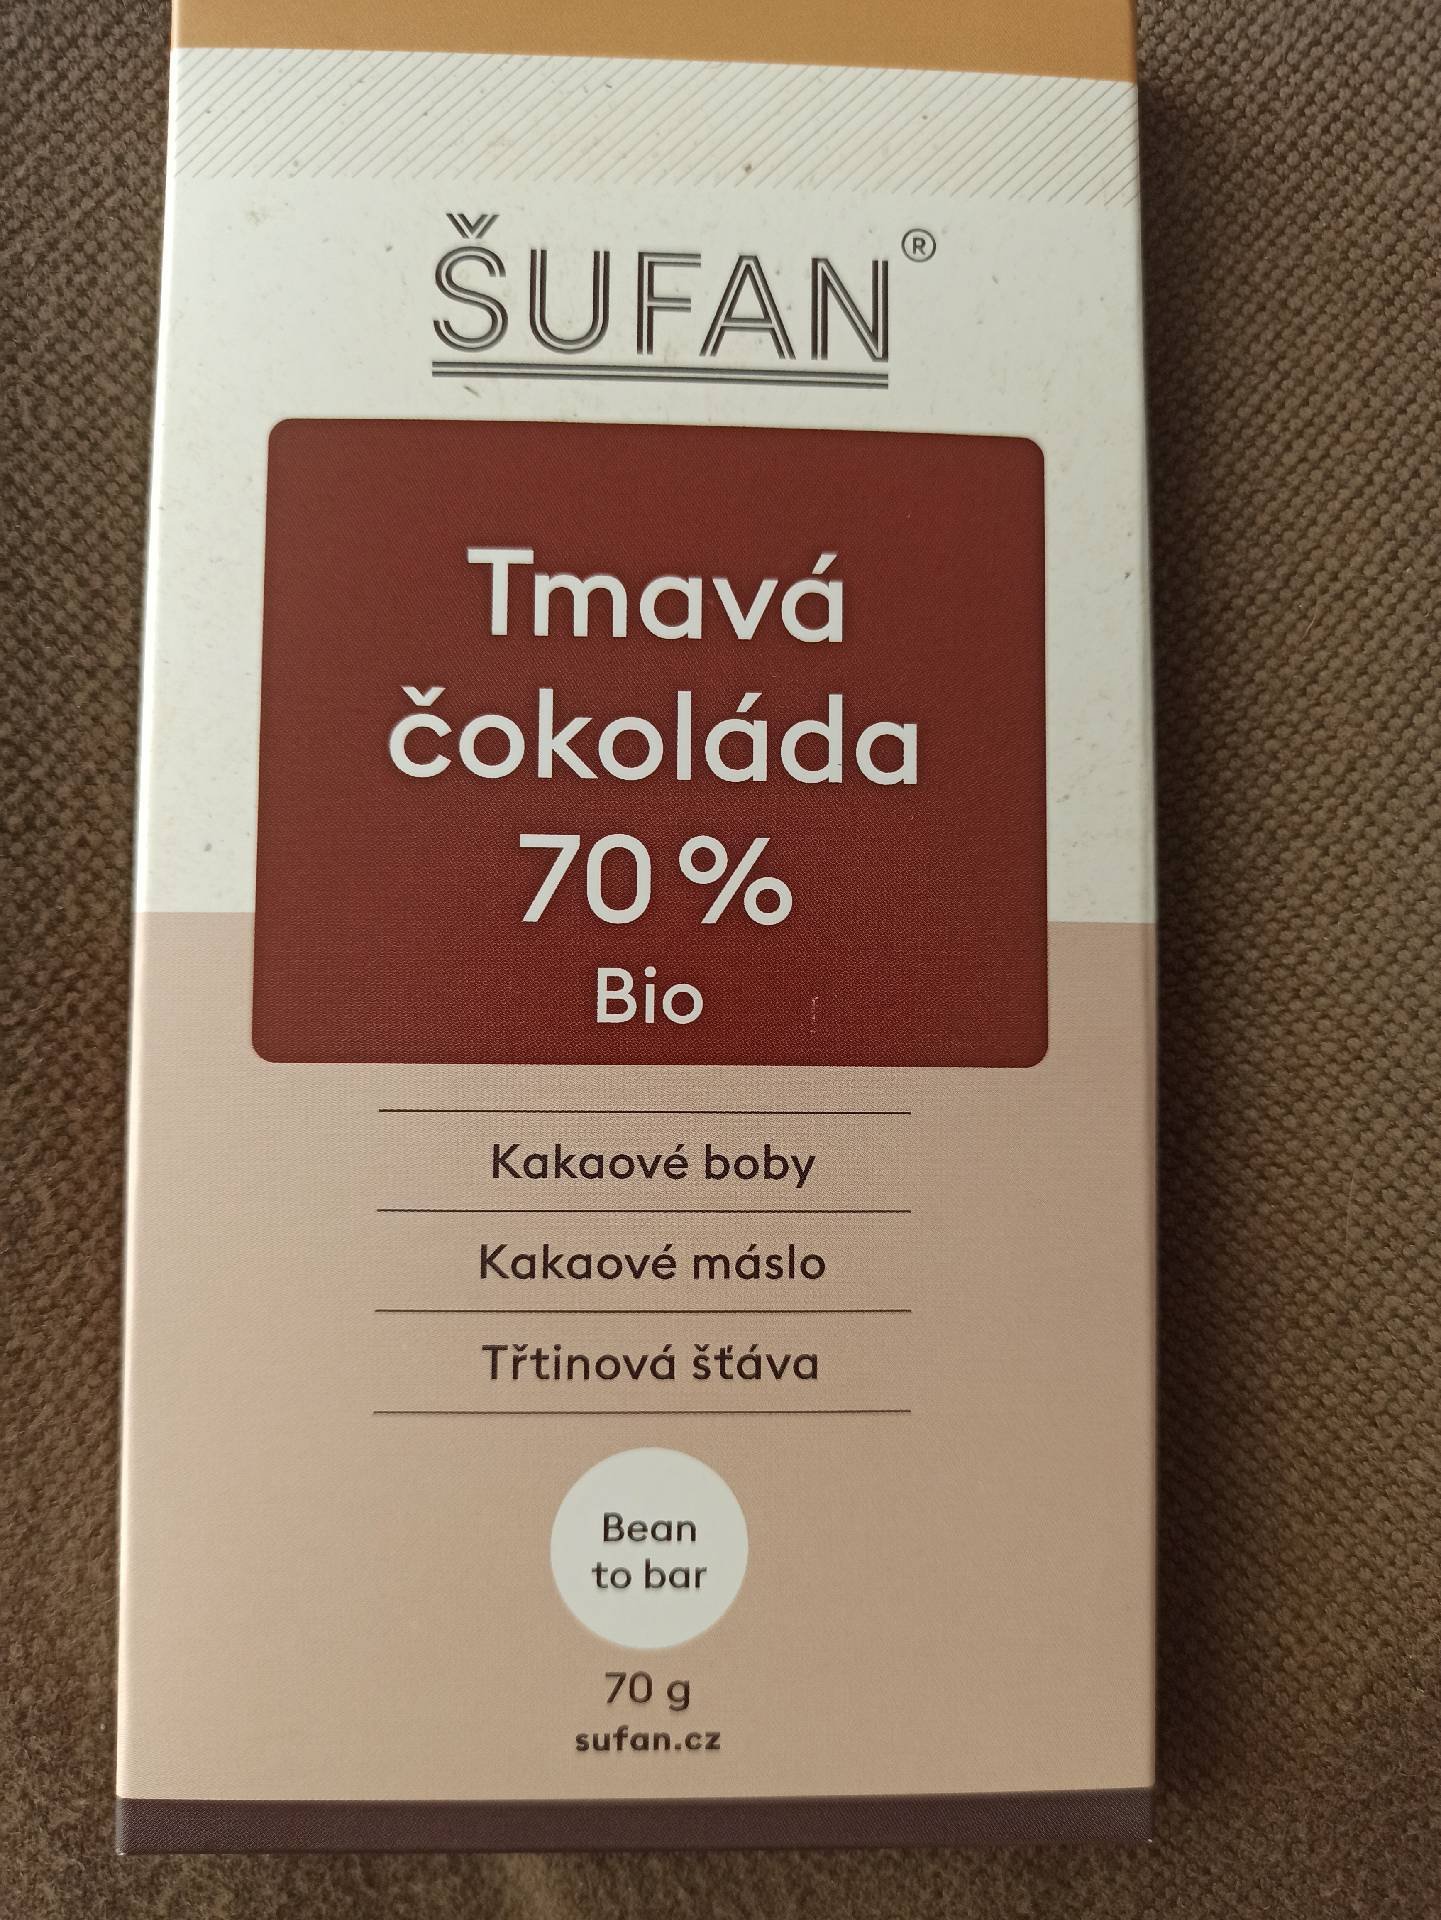 ŠUFAN®
Tmavá
čokoláda
70 %
Bio
Kakaové boby
Kakaové máslo
Třtinová šťáva
Bean
to bar
70 g
sufan.cz